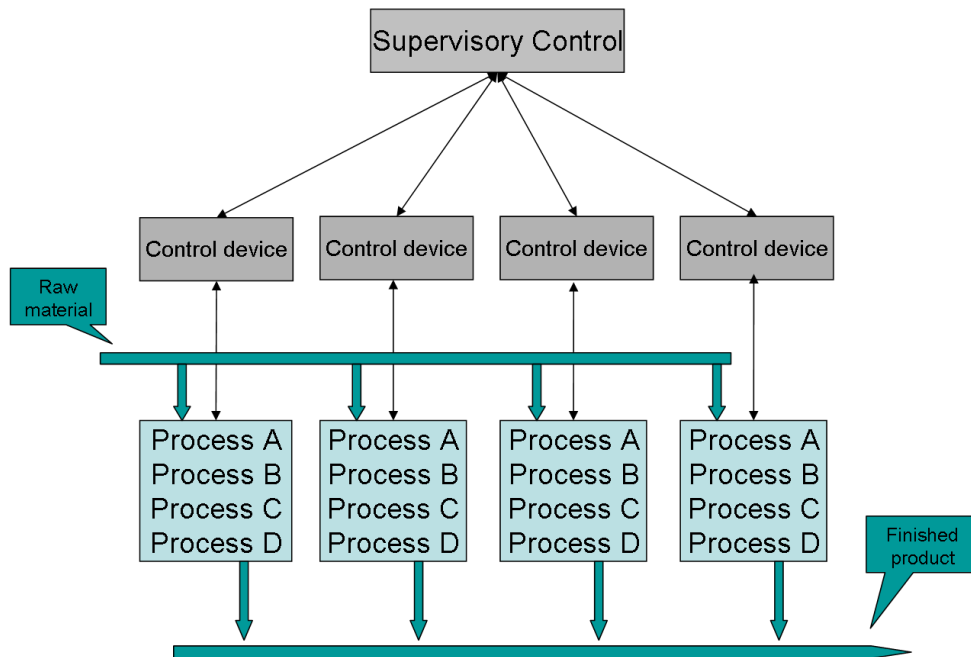 Supervisory Control
Control device
Control device
Control device
Control device
Raw
material
Process A
Process B
Process C
Process D
Process A
Process B
Process C
Process D
Process A
Process B
Process C
Process D
Process A
Process B
Process C
Process D
Finished
product